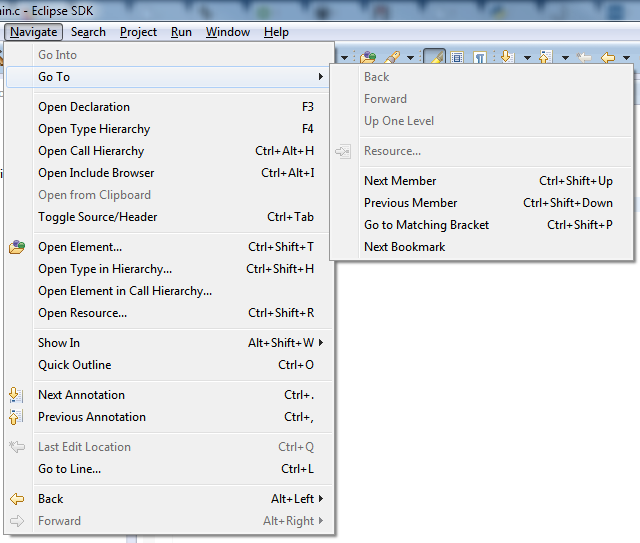 in.c - Eclipse SDK
Navigate Search Project Run Window Help
Go Into
Go To
Open Declaration F3
Open Type Hierarchy F4
Open Call Hierarchy Ctrl+Alt+H
Open Include Browser Ctrl+Alt+I
Open from Clipboard
Toggle Source/Header Ctrl+Tab
Open Element... Ctrl+Shift+T
Open Type in Hierarchy... Ctrl+Shift+H
Open Element in Call Hierarchy...
Open Resource... Ctrl+Shift+R
Show In Alt+Shift+W
Quick Outline Ctrl+O
Next Annotation Ctrl+.
Previous Annotation Ctrl+,
Last Edit Location Ctrl+Q
Go to Line... Ctrl+L
Back Alt+Left
Forward Alt+Right
Back
Forward
Up One Level
Resource...
Next Member Ctrl+Shift+Up
Previous Member Ctrl+Shift+Down
Go to Matching Bracket Ctrl+Shift+P
Next Bookmark